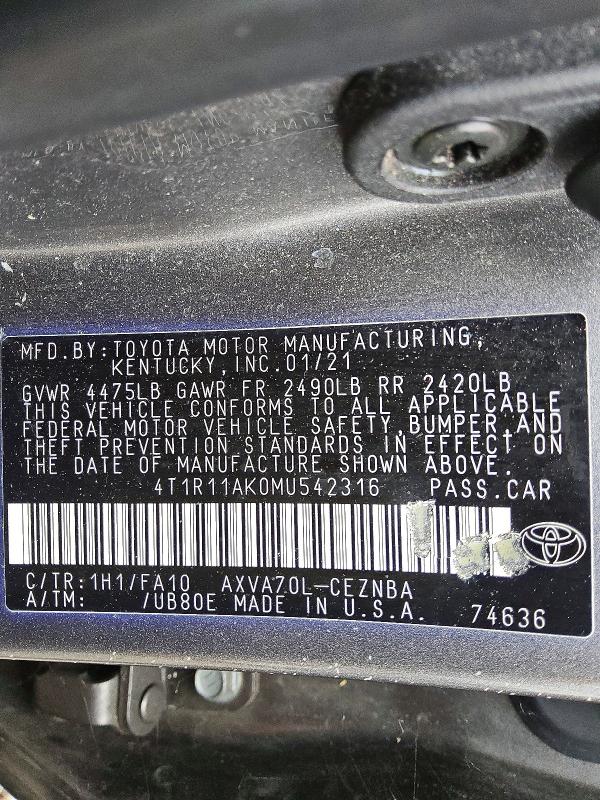 MFD.BY:TOYOTA MOTOR MANUFACTURING,
KENTUCKY,INC.01/21
GVWR 4475LB GAWR FR 2490LB RR 2420LB
THIS VEHICLE CONFORMS TO ALL APPLICABLE
FEDERAL MOTOR VEHICLE SAFETY,BUMPER,AND
THEFT PREVENTION STANDARDS IN EFFECT ON
THE DATE OF MANUFACTURE SHOWN ABOVE.
4T1R11AK0MU542316 PASS.CAR
C/TR:1H1/FA10 AXVA70L-CEZNBA
A/TM: /UB80E MADE IN U.S.A. 74636